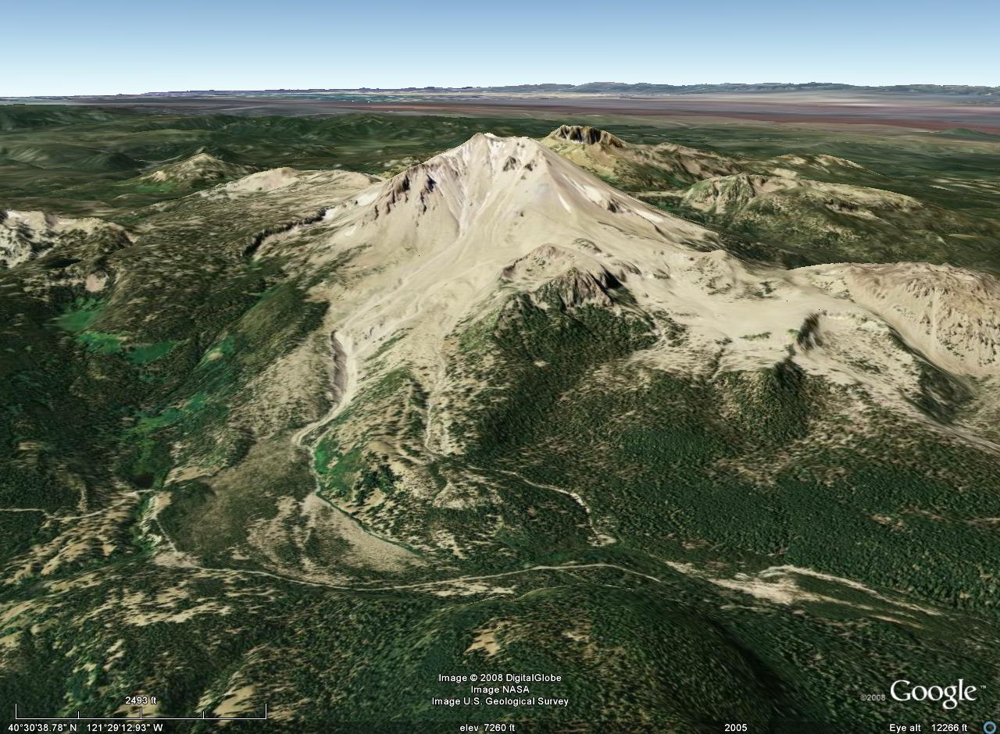 Image © 2008 DigitalGlobe
Image NASA
Image U.S. Geological Survey
©2008 Google™
2493 ft
40°30'38.78" N 121°29'12.93" W elev 7260 ft 2005 Eye alt 12266 ft